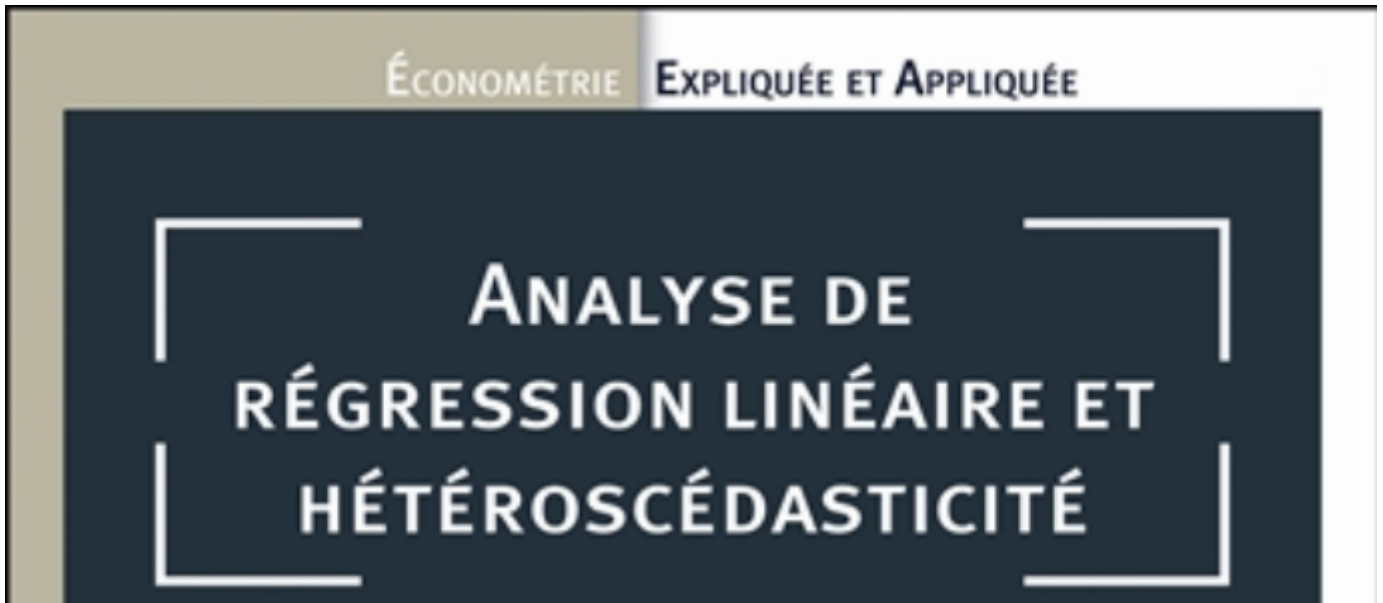 Économétrie Expliquée et Appliquée
Analyse de
régression linéaire et
hétéroscédasticité